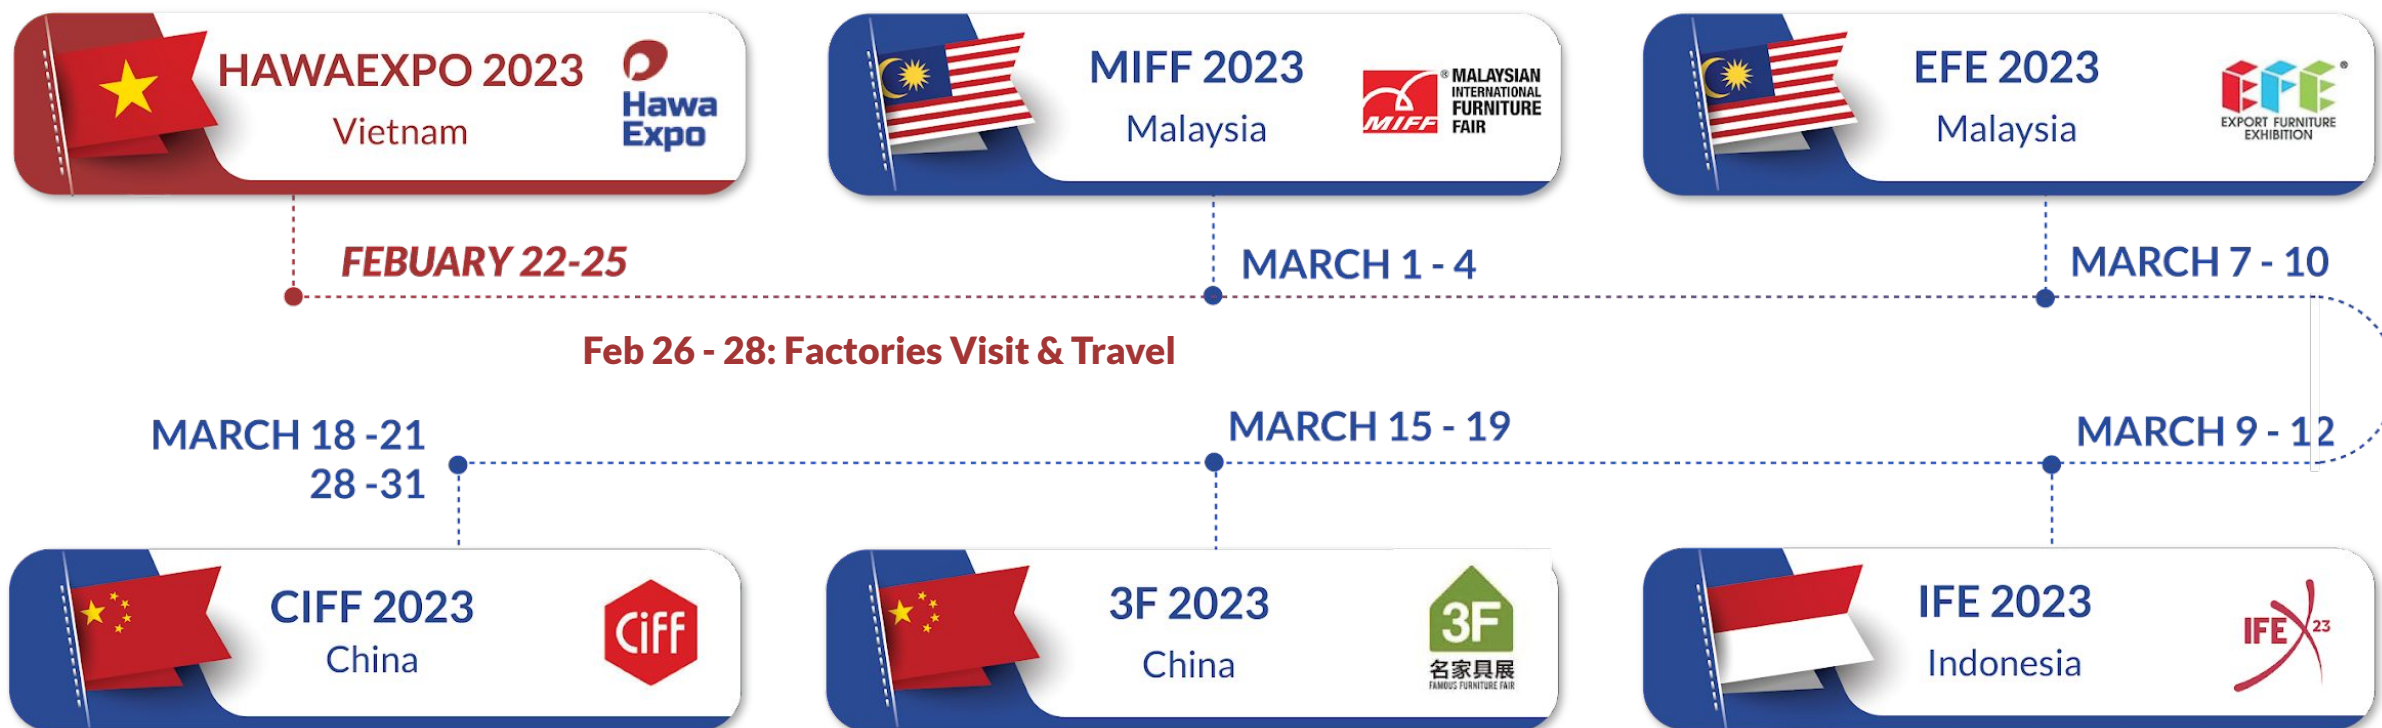 HAWAEXPO 2023
Vietnam
Hawa
Expo
MIFF 2023
Malaysia
MIFF
® MALAYSIAN
INTERNATIONAL
FURNITURE
FAIR
EFE 2023
Malaysia
EFE ®
EXPORT FURNITURE
EXHIBITION
FEBUARY 22-25
MARCH 1 - 4
MARCH 7 - 10
Feb 26 - 28: Factories Visit & Travel
MARCH 18 -21
28 -31
MARCH 15 - 19
MARCH 9 - 12
CIFF 2023
China
CiFF
3F 2023
China
3F
名家具展
FAMOUS FURNITURE FAIR
IFE 2023
Indonesia
IFEX 23